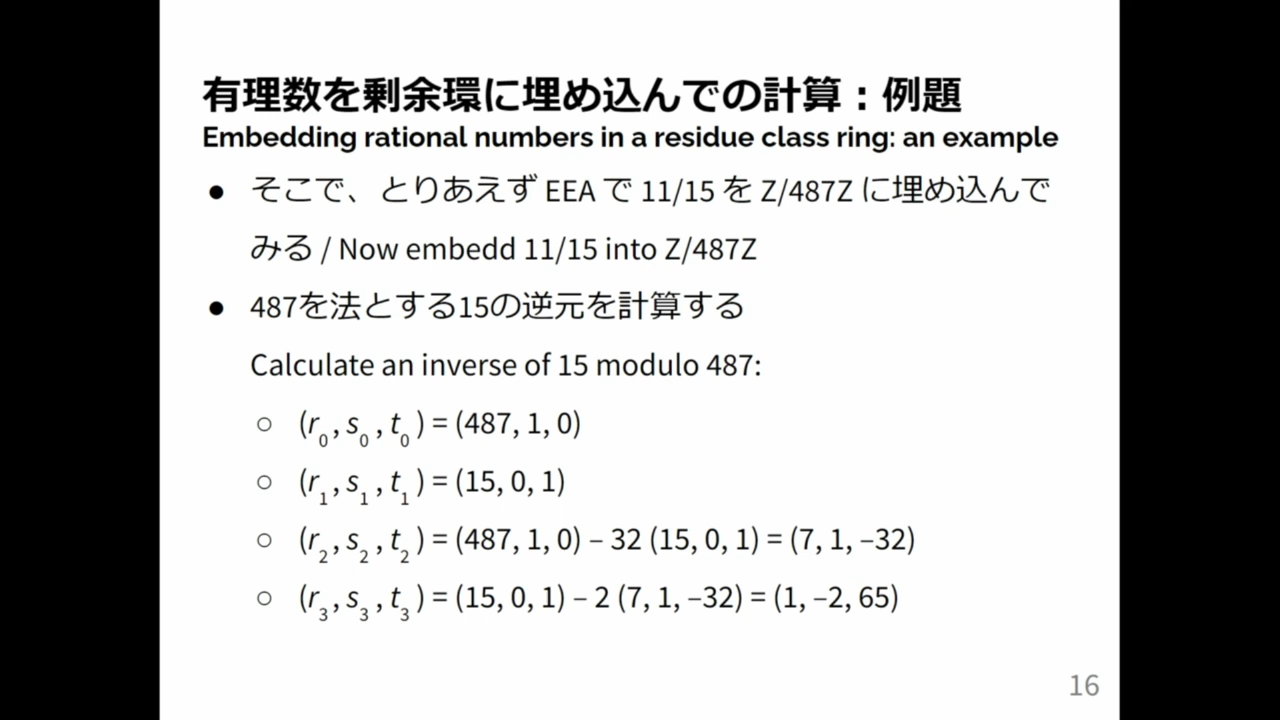 有理数を剰余環に埋め込んでの計算：例題
Embedding rational numbers in a residue class ring: an example
● そこで、とりあえず EEA で 11/15 を Z/487Z に埋め込んで
みる / Now embedd 11/15 into Z/487Z
● 487を法とする15の逆元を計算する
Calculate an inverse of 15 modulo 487:
○ (r₀, s₀, t₀) = (487, 1, 0)
○ (r₁, s₁, t₁) = (15, 0, 1)
○ (r₂, s₂, t₂) = (487, 1, 0) – 32 (15, 0, 1) = (7, 1, –32)
○ (r₃, s₃, t₃) = (15, 0, 1) – 2 (7, 1, –32) = (1, –2, 65)
16